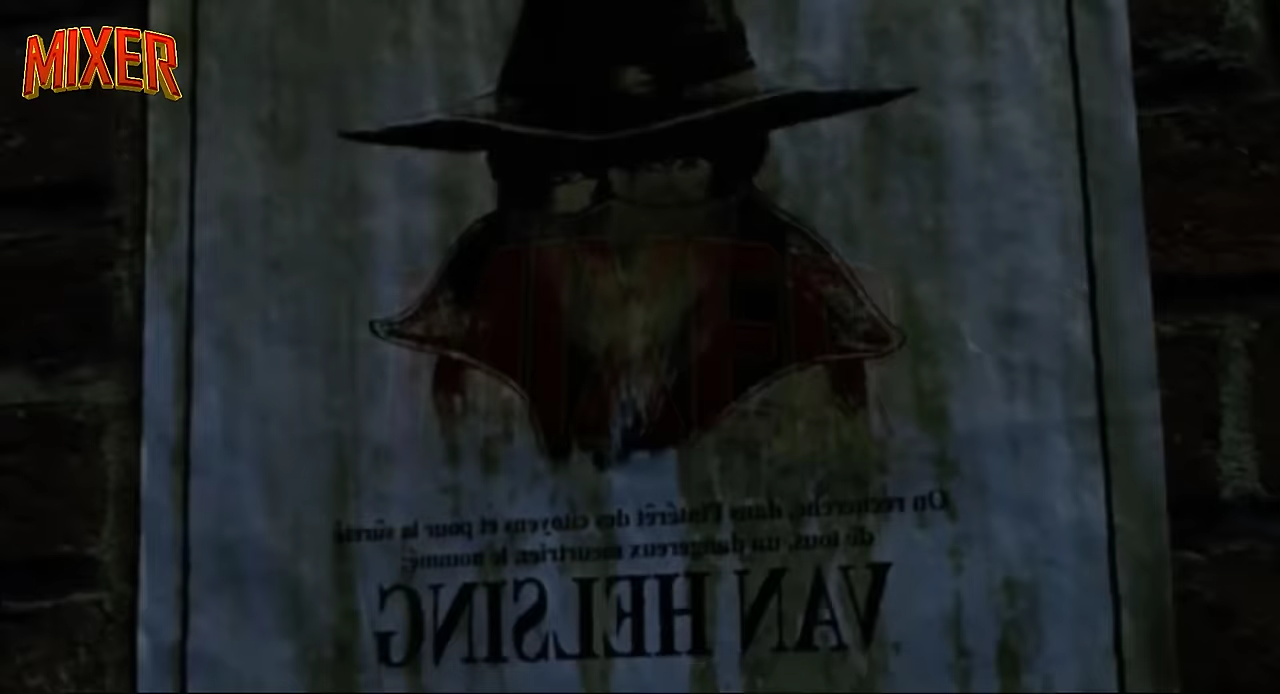 MIXER
On recherche, dans l'intérêt des citoyens et pour la sûreté
de tous, un dangereux meurtrier, le nommé:
VAN HELSING